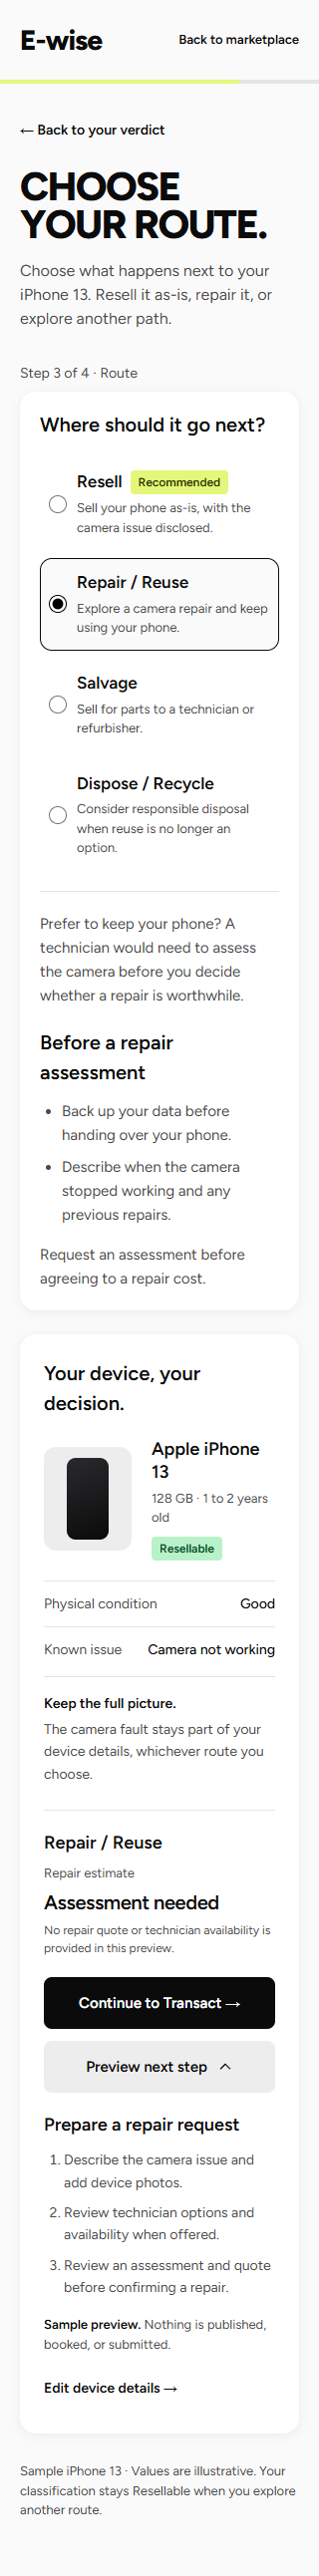 E-wise
Back to marketplace
← Back to your verdict
CHOOSE
YOUR ROUTE.
Choose what happens next to your
iPhone 13. Resell it as-is, repair it, or
explore another path.
Step 3 of 4 · Route
Where should it go next?
Resell Recommended
Sell your phone as-is, with the
camera issue disclosed.
Repair / Reuse
Explore a camera repair and keep
using your phone.
Salvage
Sell for parts to a technician or
refurbisher.
Dispose / Recycle
Consider responsible disposal
when reuse is no longer an
option.
Prefer to keep your phone? A
technician would need to assess
the camera before you decide
whether a repair is worthwhile.
Before a repair
assessment
• Back up your data before
handing over your phone.
• Describe when the camera
stopped working and any
previous repairs.
Request an assessment before
agreeing to a repair cost.
Your device, your
decision.
Apple iPhone
13
128 GB · 1 to 2 years
old
Resellable
Physical condition Good
Known issue Camera not working
Keep the full picture.
The camera fault stays part of your
device details, whichever route you
choose.
Repair / Reuse
Repair estimate
Assessment needed
No repair quote or technician availability is
provided in this preview.
Continue to Transact →
Preview next step
Prepare a repair request
1. Describe the camera issue and
add device photos.
2. Review technician options and
availability when offered.
3. Review an assessment and quote
before confirming a repair.
Sample preview. Nothing is published,
booked, or submitted.
Edit device details →
Sample iPhone 13 · Values are illustrative. Your
classification stays Resellable when you explore
another route.